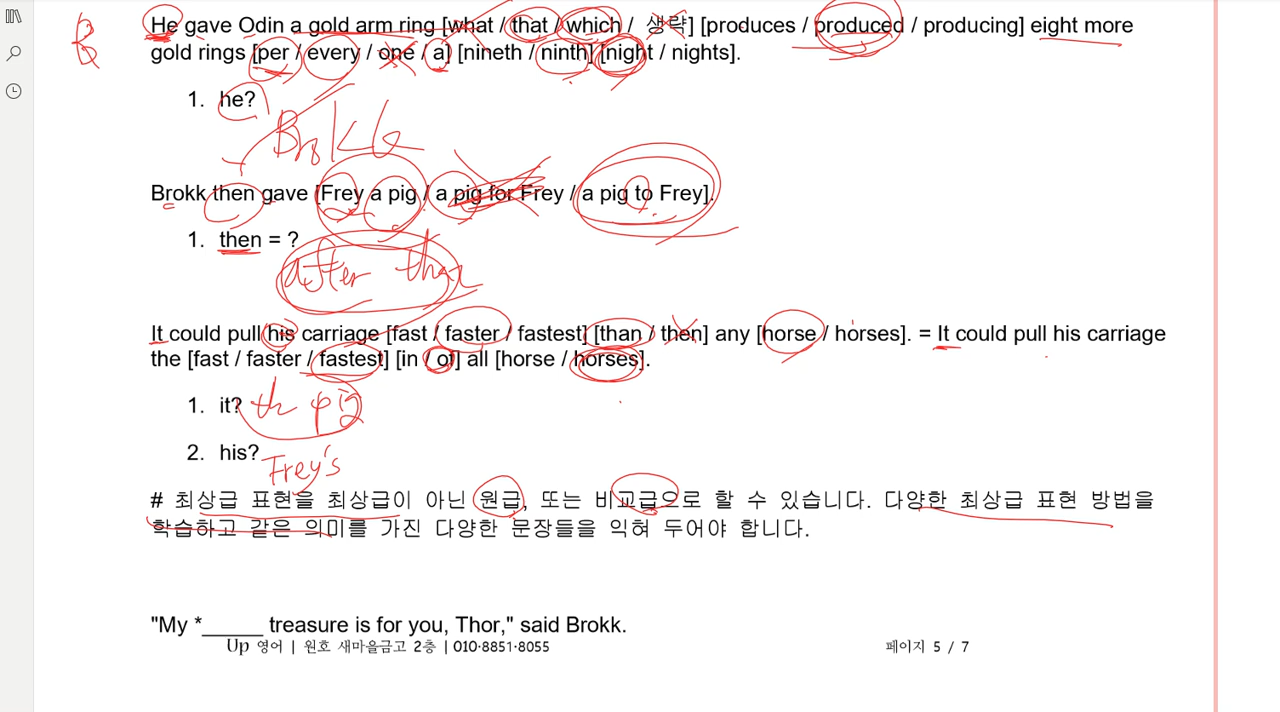 He gave Odin a gold arm ring [what / that / which / 생략] [produces / produced / producing] eight more
gold rings [per / every / one / a] [nineth / ninth] [night / nights].
1. he?
Brokk
Brokk then gave [Frey a pig / a pig for Frey / a pig to Frey].
1. then = ?
after that
It could pull his carriage [fast / faster / fastest] [than / then] any [horse / horses]. = It could pull his carriage
the [fast / faster / fastest] [in / of] all [horse / horses].
1. it? the pig
2. his? Frey's
# 최상급 표현을 최상급이 아닌 원급, 또는 비교급으로 할 수 있습니다. 다양한 최상급 표현 방법을
학습하고 같은 의미를 가진 다양한 문장들을 익혀 두어야 합니다.
"My *_____ treasure is for you, Thor," said Brokk.
Up 영어 | 원호 새마을금고 2층 | 010·8851·8055 페이지 5 / 7